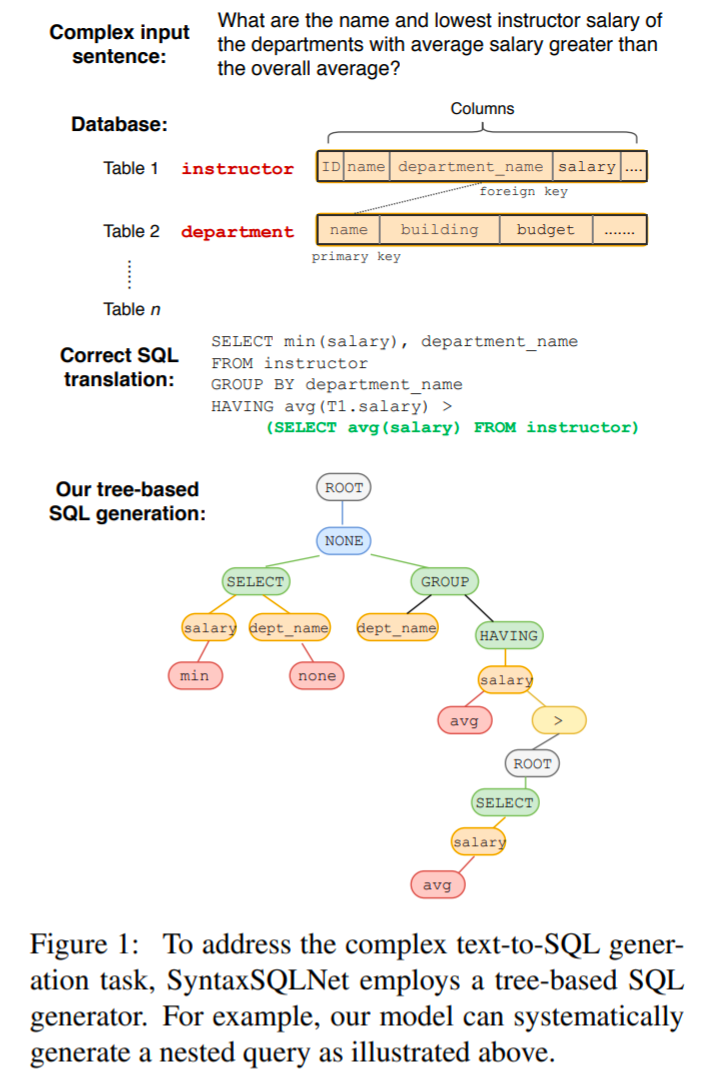 Complex input sentence:
What are the name and lowest instructor salary of
the departments with average salary greater than
the overall average?
Database:
Columns
Table 1 instructor ID name department_name salary ....
foreign key
Table 2 department name building budget .......
primary key
Table n
Correct SQL translation:
SELECT min(salary), department_name
FROM instructor
GROUP BY department_name
HAVING avg(T1.salary) >
(SELECT avg(salary) FROM instructor)
Our tree-based SQL generation:
ROOT
NONE
SELECT GROUP
salary dept_name dept_name HAVING
min none salary
avg >
ROOT
SELECT
salary
avg
Figure 1: To address the complex text-to-SQL gener-
ation task, SyntaxSQLNet employs a tree-based SQL
generator. For example, our model can systematically
generate a nested query as illustrated above.